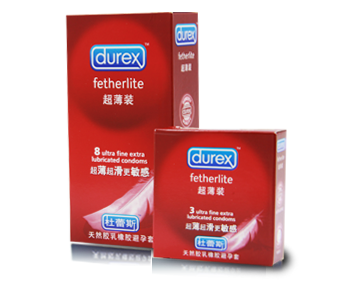 durex
fetherlite
超薄装
8 ultra fine extra
lubricated condoms
超薄超滑更敏感
杜蕾斯
天然胶乳橡胶避孕套
durex
fetherlite
超薄装
3 ultra fine extra
lubricated condoms
超薄超滑更敏感
杜蕾斯
天然胶乳橡胶避孕套